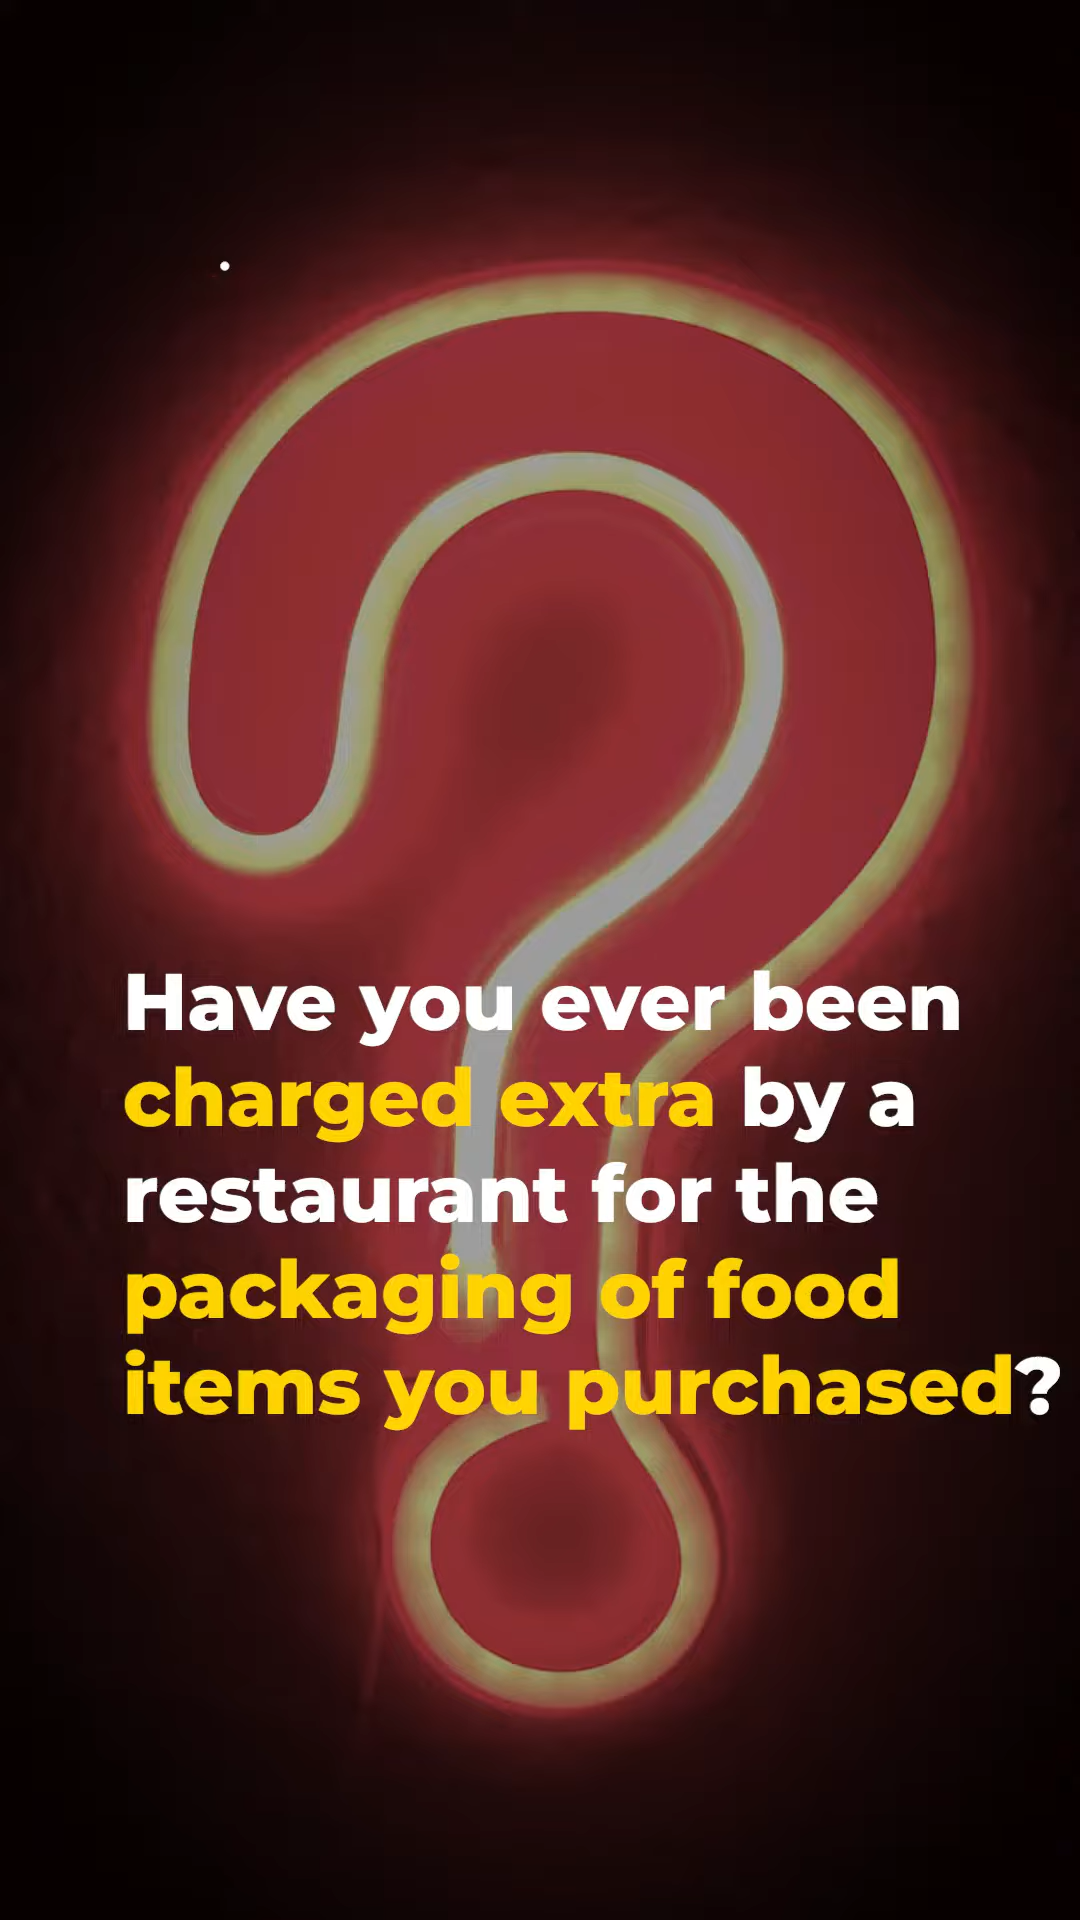 Have you ever been
charged extra by a
restaurant for the
packaging of food
items you purchased?